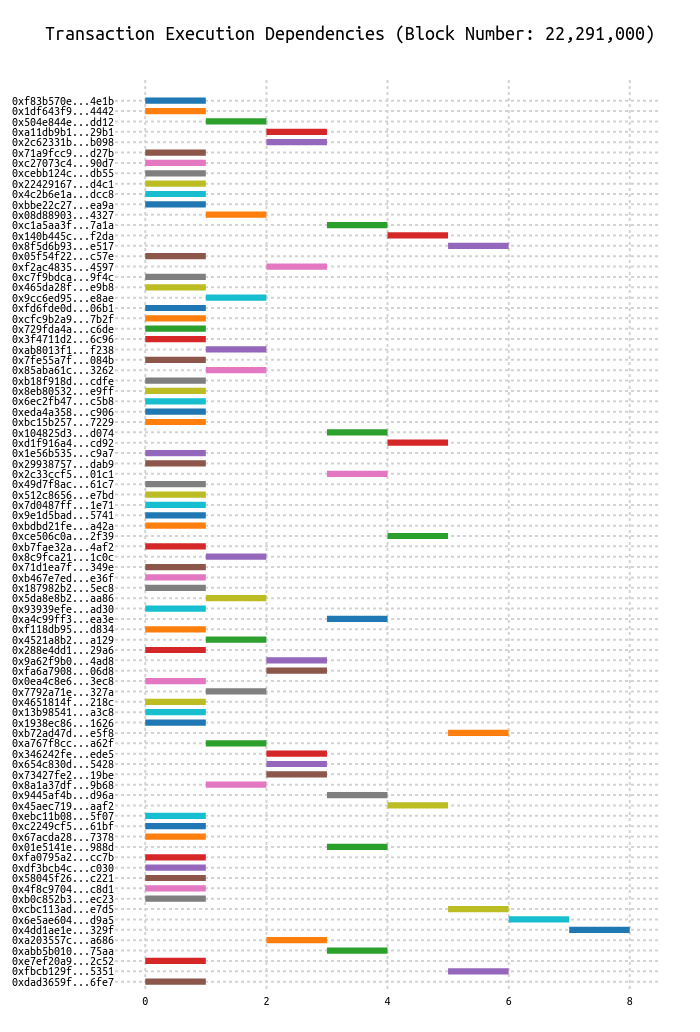 Transaction Execution Dependencies (Block Number: 22,291,000)
0xf83b570e...4e1b
0x1df643f9...4442
0x504e844e...dd12
0xa11db9b1...29b1
0x2c62331b...b098
0x71a9fcc9...d27b
0xc27073c4...90d7
0xcebb124c...db55
0x22429167...d4c1
0x4c2b6e1a...dcc8
0xbbe22c27...ea9a
0x08d88903...4327
0xc1a5aa3f...7a1a
0x140b445c...f2da
0x8f5d6b93...e517
0x05f54f22...c57e
0xf2ac4835...4597
0xc7f9bdca...9f4c
0x465da28f...e9b8
0x9cc6ed95...e8ae
0xfd6fde0d...06b1
0xcfc9b2a9...7b2f
0x729fda4a...c6de
0x3f4711d2...6c96
0xab8013f1...f238
0x7fe55a7f...084b
0x85aba61c...3262
0xb18f918d...cdfe
0x8eb80532...e9ff
0x6ec2fb47...c5b8
0xeda4a358...c906
0xbc15b257...7229
0x104825d3...d074
0xd1f916a4...cd92
0x1e56b535...c9a7
0x29938757...dab9
0x2c33ccf5...01c1
0x49d7f8ac...61c7
0x512c8656...e7bd
0x7d0487ff...1e71
0x9e1d5bad...5741
0xbdbd21fe...a42a
0xce506c0a...2f39
0xb7fae32a...4af2
0x8c9fca21...1c0c
0x71d1ea7f...349e
0xb467e7ed...e36f
0x187982b2...5ec8
0x5da8e8b2...aa86
0x93939efe...ad30
0xa4c99ff3...ea3e
0xf118db95...d834
0x4521a8b2...a129
0x288e4dd1...29a6
0x9a62f9b0...4ad8
0xfa6a7908...06d8
0x0ea4c8e6...3ec8
0x7792a71e...327a
0x4651814f...218c
0x13b98541...a3c8
0x1938ec86...1626
0xb72ad47d...e5f8
0xa767f8cc...a62f
0x346242fe...ede5
0x654c830d...5428
0x73427fe2...19be
0x8a1a37df...9b68
0x9445af4b...d96a
0x45aec719...aaf2
0xebc11b08...5f07
0xc2249cf5...61bf
0x67acda28...7378
0x01e5141e...988d
0xfa0795a2...cc7b
0xdf3bcb4c...c030
0x58045f26...c221
0x4f8c9704...c8d1
0xb0c852b3...ec23
0xcbc113ad...e7d5
0x6e5ae604...d9a5
0x4dd1ae1e...329f
0xa203557c...a686
0xabb5b010...75aa
0xe7ef20a9...2c52
0xfbcb129f...5351
0xdad3659f...6fe7
0 2 4 6 8